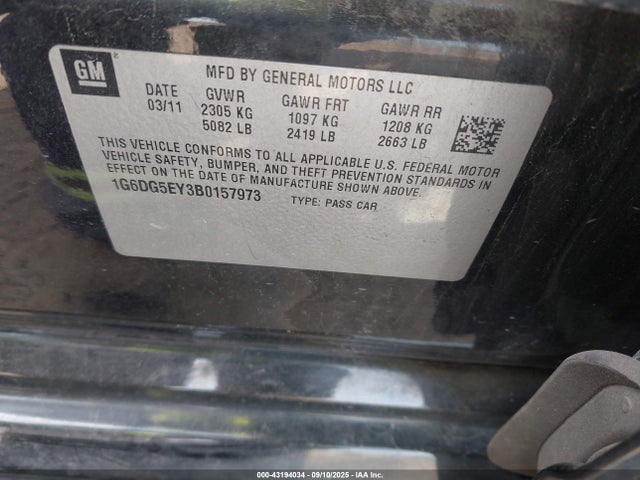 GM
MFD BY GENERAL MOTORS LLC
DATE GVWR GAWR FRT GAWR RR
03/11 2305 KG 1097 KG 1208 KG
5082 LB 2419 LB 2663 LB
THIS VEHICLE CONFORMS TO ALL APPLICABLE U.S. FEDERAL MOTOR
VEHICLE SAFETY, BUMPER, AND THEFT PREVENTION STANDARDS IN
EFFECT ON THE DATE OF MANUFACTURE SHOWN ABOVE.
1G6DG5EY3B0157973 TYPE: PASS CAR
000-43194034 - 09/10/2025 - IAA Inc.